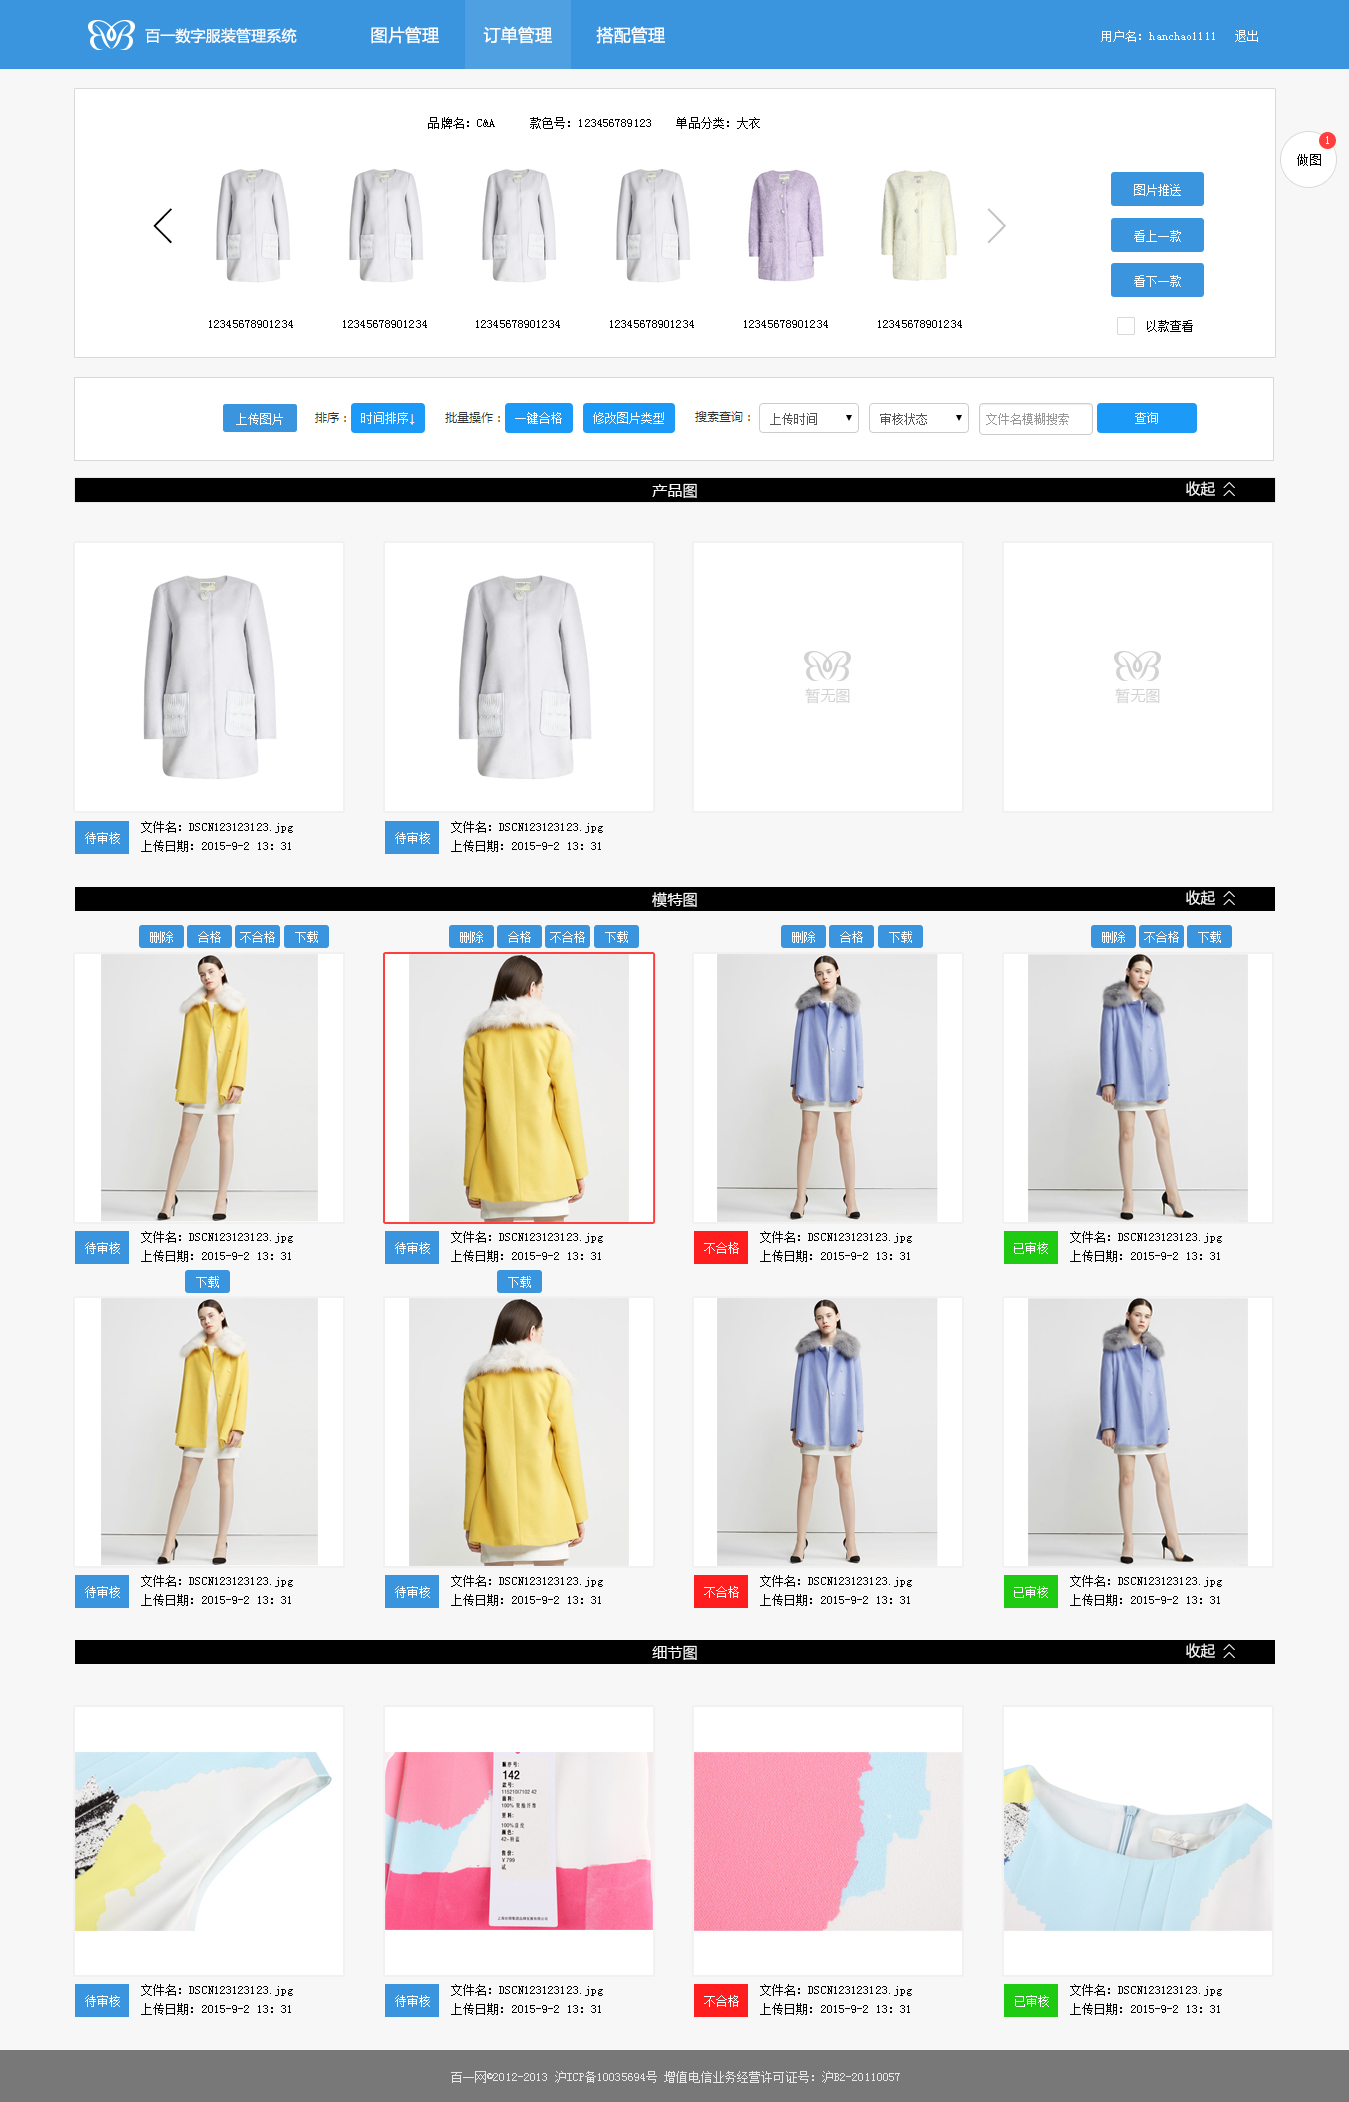 百一数字服装管理系统 图片管理 订单管理 搭配管理 用户名：hanchao1111 退出
品牌名：C&A 款色号：123456789123 单品分类：大衣
1
做图
图片推送
看上一款
看下一款
12345678901234 12345678901234 12345678901234 12345678901234 12345678901234 12345678901234 以款查看
上传图片 排序： 时间排序↓ 批量操作： 一键合格 修改图片类型 搜索查询： 上传时间 审核状态 文件名模糊搜索 查询
产品图 收起
暂无图 暂无图
待审核 文件名：DSCN123123123.jpg 待审核 文件名：DSCN123123123.jpg
上传日期：2015-9-2 13：31 上传日期：2015-9-2 13：31
模特图 收起
删除 合格 不合格 下载 删除 合格 不合格 下载 删除 合格 下载 删除 不合格 下载
待审核 文件名：DSCN123123123.jpg 待审核 文件名：DSCN123123123.jpg 不合格 文件名：DSCN123123123.jpg 已审核 文件名：DSCN123123123.jpg
上传日期：2015-9-2 13：31 上传日期：2015-9-2 13：31 上传日期：2015-9-2 13：31 上传日期：2015-9-2 13：31
下载 下载
待审核 文件名：DSCN123123123.jpg 待审核 文件名：DSCN123123123.jpg 不合格 文件名：DSCN123123123.jpg 已审核 文件名：DSCN123123123.jpg
上传日期：2015-9-2 13：31 上传日期：2015-9-2 13：31 上传日期：2015-9-2 13：31 上传日期：2015-9-2 13：31
细节图 收起
142
面料:
里料:
颜色:
售价:
￥799
待审核 文件名：DSCN123123123.jpg 待审核 文件名：DSCN123123123.jpg 不合格 文件名：DSCN123123123.jpg 已审核 文件名：DSCN123123123.jpg
上传日期：2015-9-2 13：31 上传日期：2015-9-2 13：31 上传日期：2015-9-2 13：31 上传日期：2015-9-2 13：31
百一网©2012-2013 沪ICP备10035694号 增值电信业务经营许可证号：沪B2-20110057